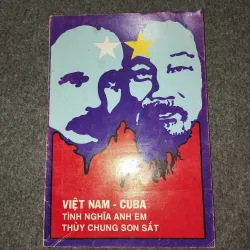 VIỆT NAM - CUBA
TÌNH NGHĨA ANH EM
THỦY CHUNG SON SẮT